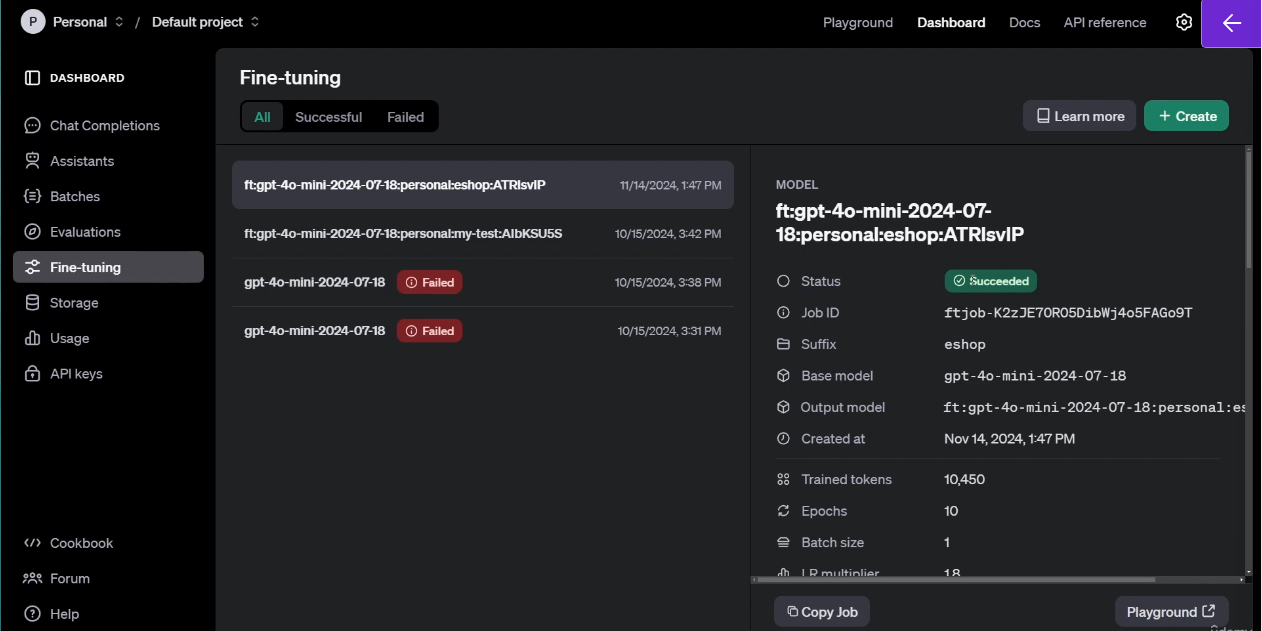 P Personal / Default project
Playground Dashboard Docs API reference
DASHBOARD
Chat Completions
Assistants
Batches
Evaluations
Fine-tuning
Storage
Usage
API keys
Cookbook
Forum
Help
Fine-tuning
All Successful Failed
Learn more + Create
ft:gpt-4o-mini-2024-07-18:personal:eshop:ATRIsvIP 11/14/2024, 1:47 PM
ft:gpt-4o-mini-2024-07-18:personal:my-test:AIbKSU5S 10/15/2024, 3:42 PM
gpt-4o-mini-2024-07-18 Failed 10/15/2024, 3:38 PM
gpt-4o-mini-2024-07-18 Failed 10/15/2024, 3:31 PM
MODEL
ft:gpt-4o-mini-2024-07-
18:personal:eshop:ATRIsvIP
Status Succeeded
Job ID ftjob-K2zJE70RO5DibWj4o5FAGo9T
Suffix eshop
Base model gpt-4o-mini-2024-07-18
Output model ft:gpt-4o-mini-2024-07-18:personal:es
Created at Nov 14, 2024, 1:47 PM
Trained tokens 10,450
Epochs 10
Batch size 1
LR multiplier 1.8
Copy Job Playground